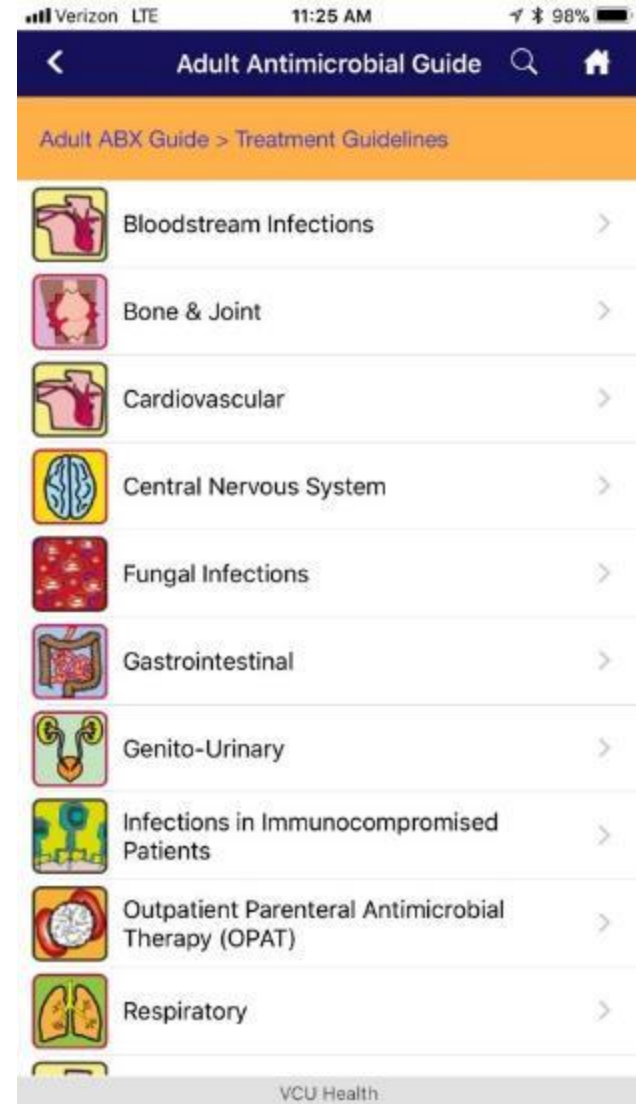 Verizon LTE 11:25 AM 98%
Adult Antimicrobial Guide
Adult ABX Guide > Treatment Guidelines
Bloodstream Infections
Bone & Joint
Cardiovascular
Central Nervous System
Fungal Infections
Gastrointestinal
Genito-Urinary
Infections in Immunocompromised
Patients
Outpatient Parenteral Antimicrobial
Therapy (OPAT)
Respiratory
VCU Health